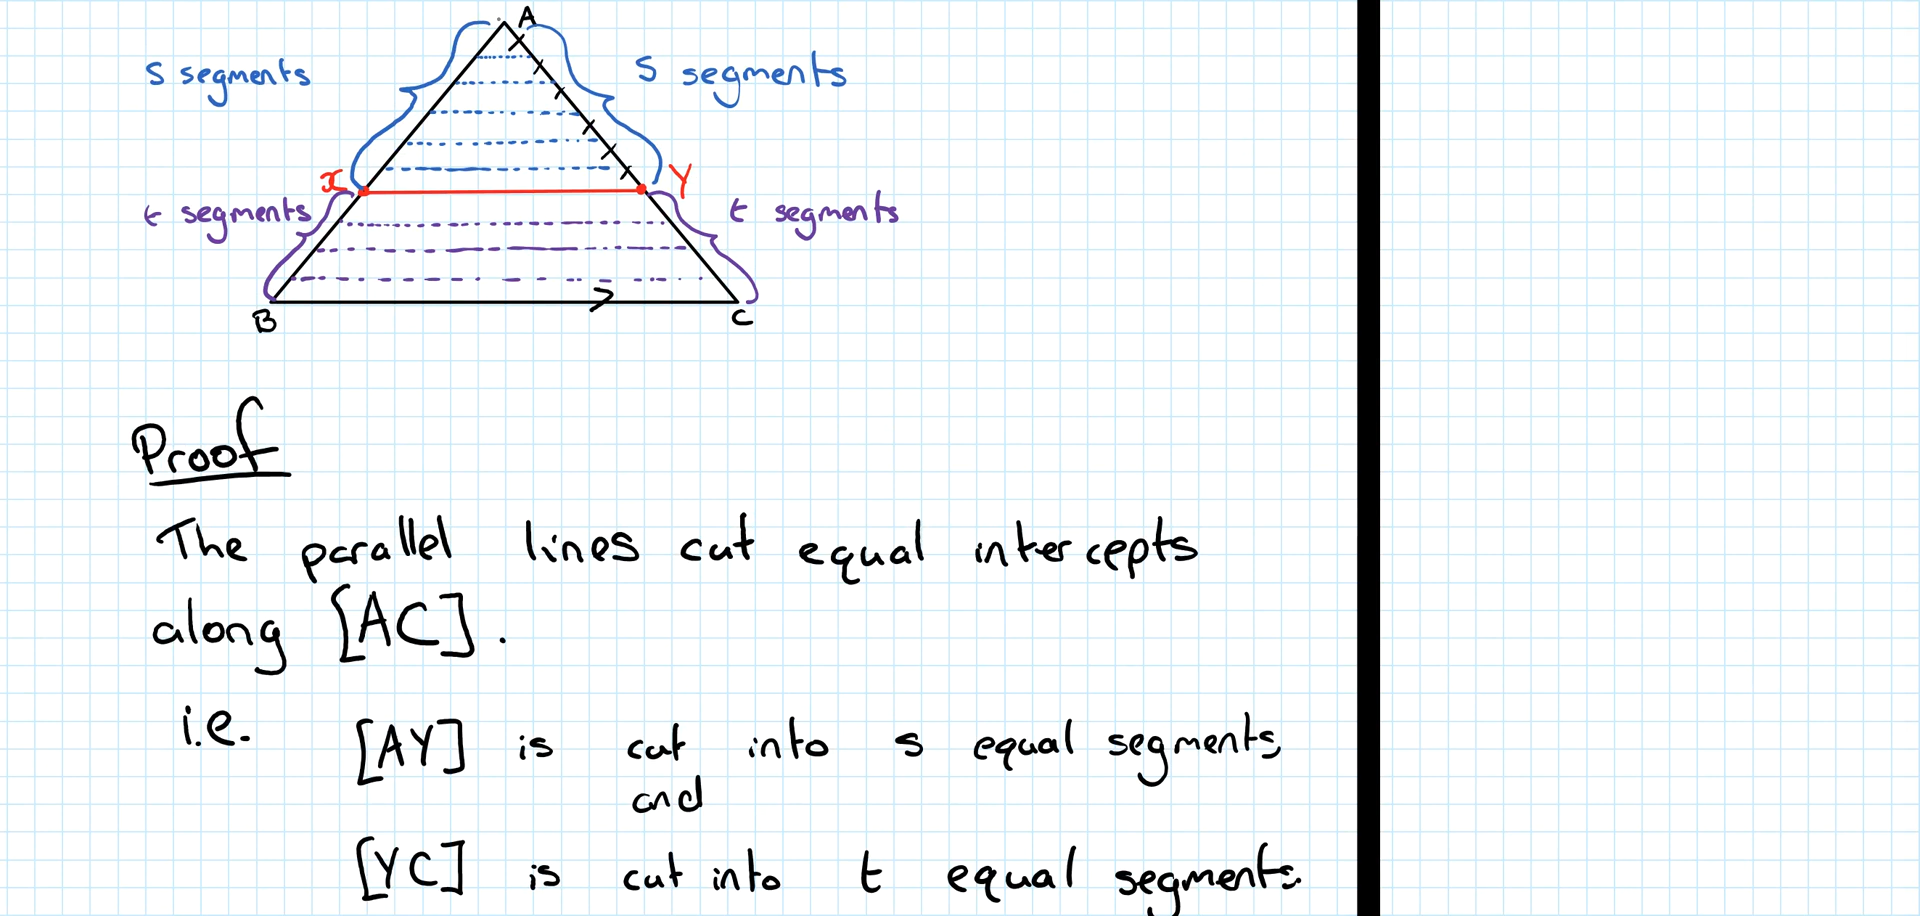 A
S segments
S segments
X
Y
t segments
t segments
B
C
Proof
The parallel lines cut equal intercepts
along [AC].
i.e. [AY] is cut into s equal segments
and
[YC] is cut into t equal segments.